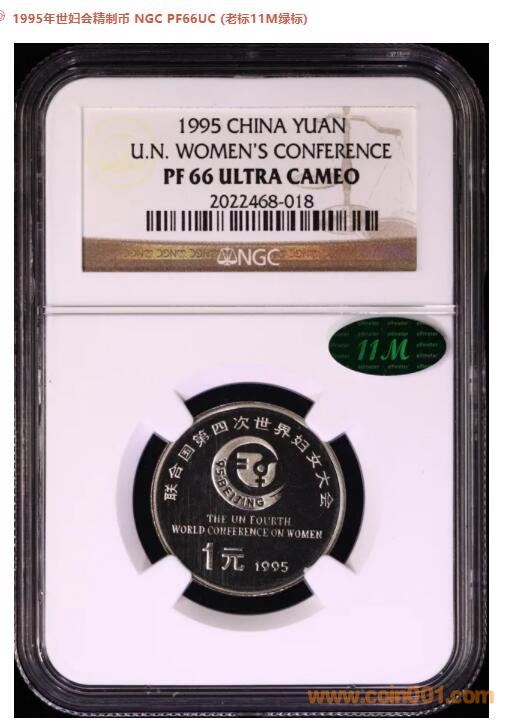 1995年世妇会精制币 NGC PF66UC (老标11M绿标)
1995 CHINA YUAN
U.N. WOMEN'S CONFERENCE
PF 66 ULTRA CAMEO
2022468-018
NGC
11M
联合国第四次世界妇女大会
95·BEIJING
THE UN FOURTH
WORLD CONFERENCE ON WOMEN
1元 1995
www.coin001.com